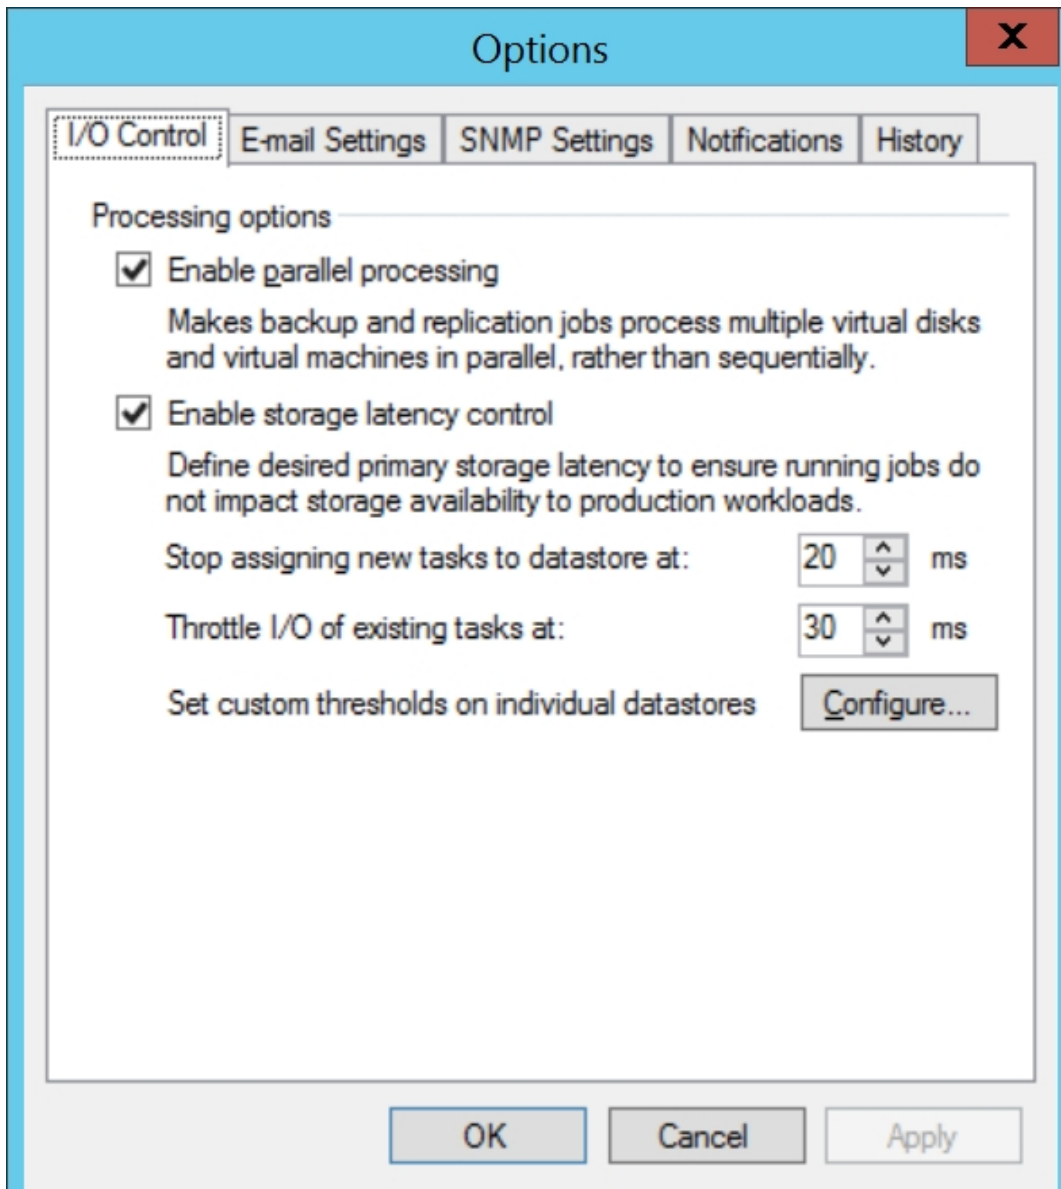 Options
I/O Control E-mail Settings SNMP Settings Notifications History
Processing options
Enable parallel processing
Makes backup and replication jobs process multiple virtual disks
and virtual machines in parallel, rather than sequentially.
Enable storage latency control
Define desired primary storage latency to ensure running jobs do
not impact storage availability to production workloads.
Stop assigning new tasks to datastore at: 20 ms
Throttle I/O of existing tasks at: 30 ms
Set custom thresholds on individual datastores Configure...
OK Cancel Apply